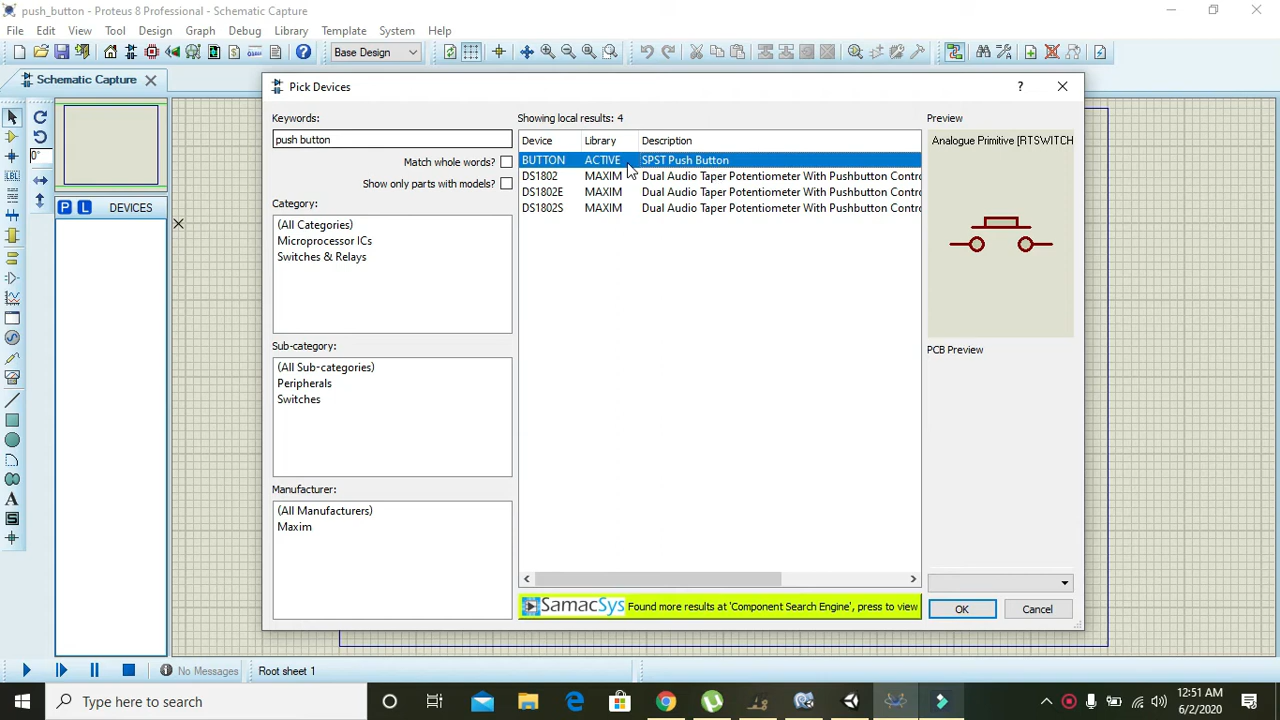 push_button - Proteus 8 Professional - Schematic Capture
File Edit View Tool Design Graph Debug Library Template System Help
Base Design
Schematic Capture
Pick Devices
Keywords:
push button
Match whole words?
Show only parts with models?
Category:
(All Categories)
Microprocessor ICs
Switches & Relays
Sub-category:
(All Sub-categories)
Peripherals
Switches
Manufacturer:
(All Manufacturers)
Maxim
Showing local results: 4
Device Library Description
BUTTON ACTIVE SPST Push Button
DS1802 MAXIM Dual Audio Taper Potentiometer With Pushbutton Contro
DS1802E MAXIM Dual Audio Taper Potentiometer With Pushbutton Contro
DS1802S MAXIM Dual Audio Taper Potentiometer With Pushbutton Contro
SamacSys Found more results at 'Component Search Engine', press to view
Preview
Analogue Primitive [RTSWITCH
PCB Preview
OK Cancel
0°
P L DEVICES
LBL
A
S
No Messages Root sheet 1
Type here to search
12:51 AM
6/2/2020